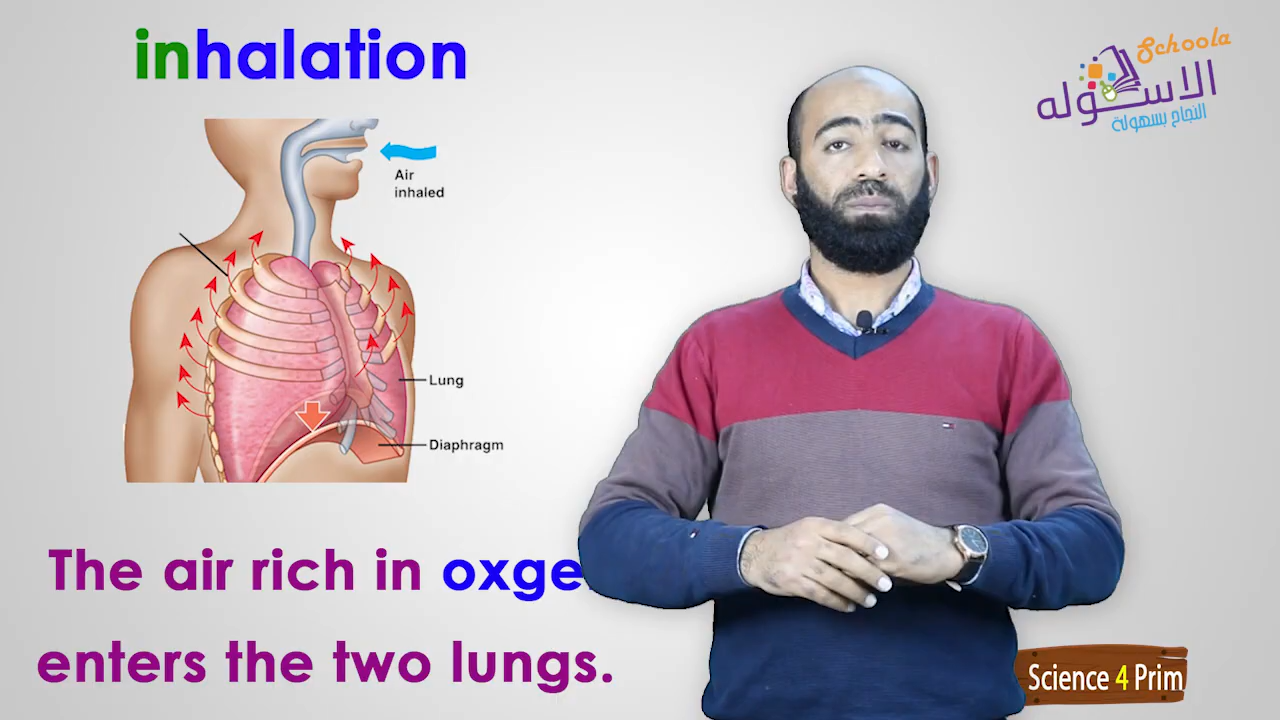 inhalation
Schoola
الاسكوله
النجاح بسهولة
Air
inhaled
Lung
Diaphragm
The air rich in oxge
enters the two lungs.
Science 4 Prim